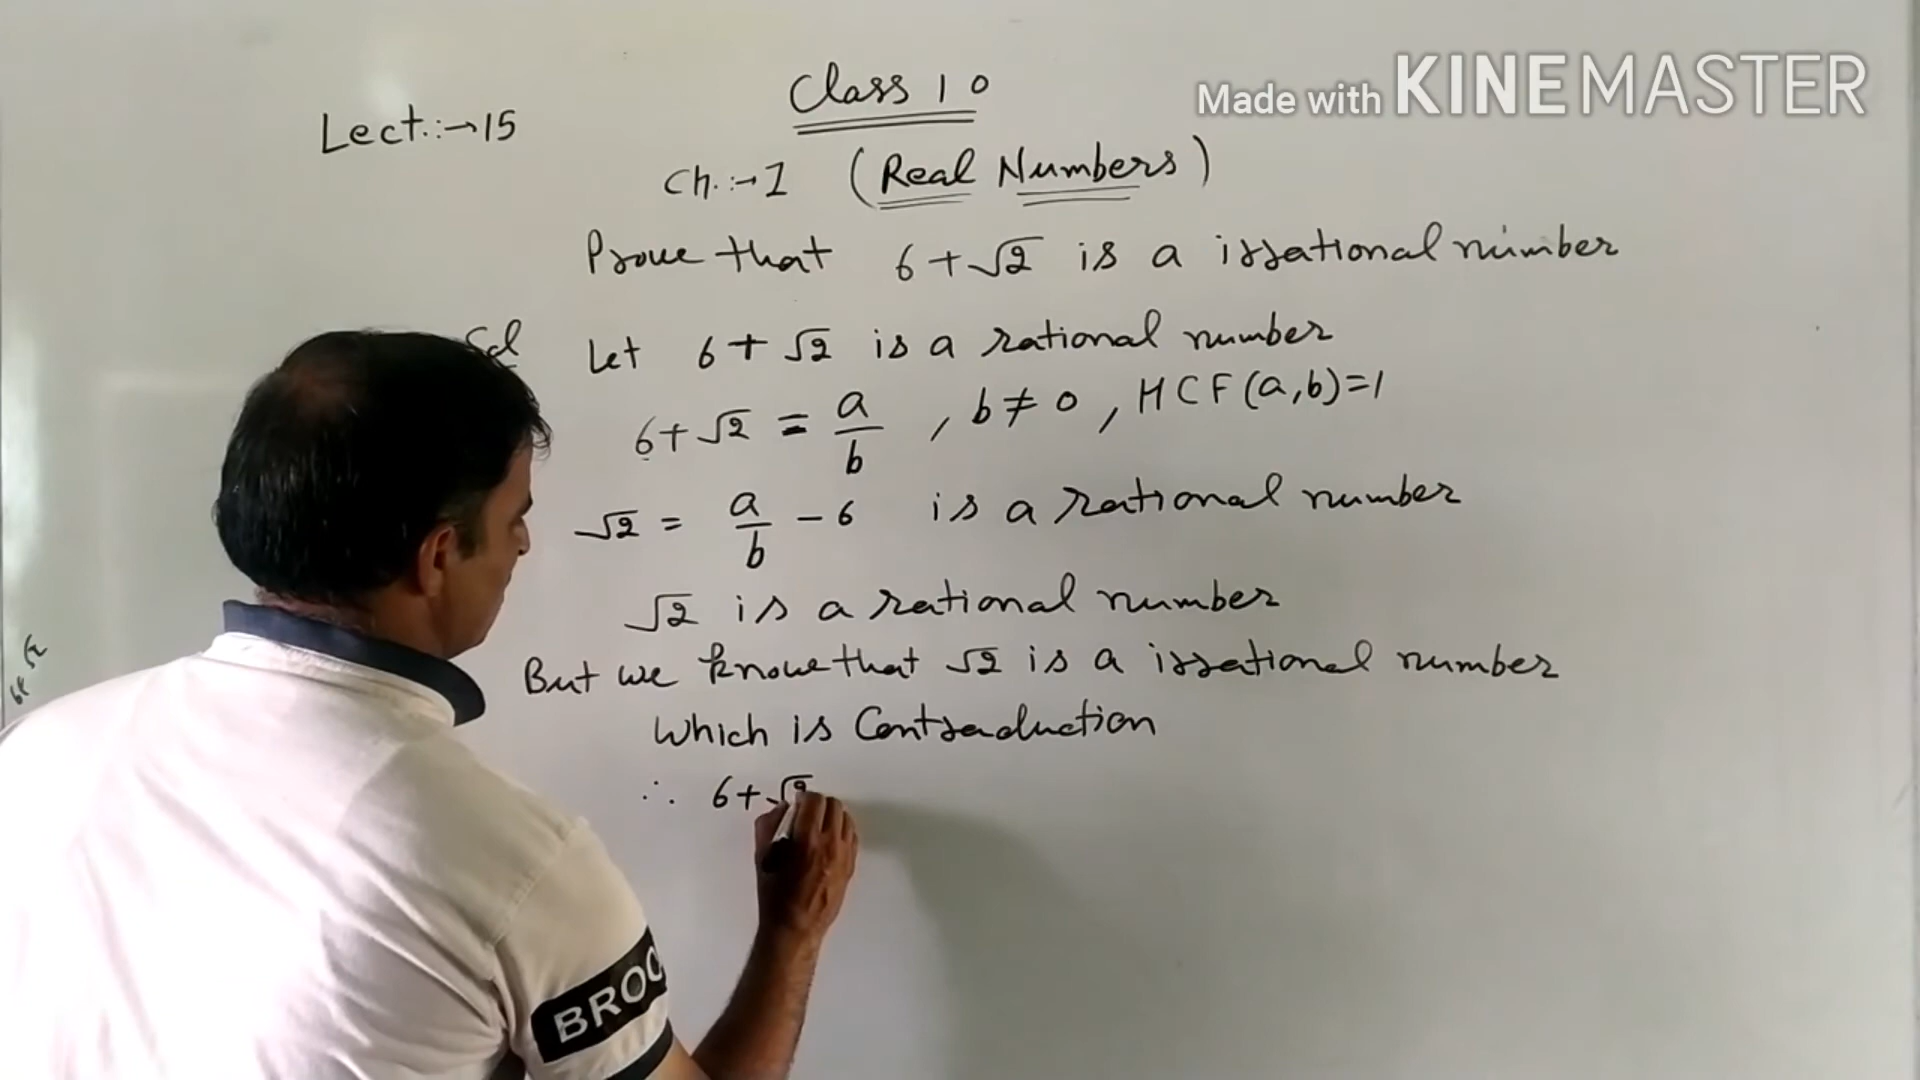 Made with KINEMASTER
Class 10
Lect.:→15
Ch.:→1 (Real Numbers)
Prove that 6+√2 is a irrational number
Sol Let 6+√2 is a rational number
6+√2 = a/b , b≠0, HCF(a,b)=1
√2 = a/b - 6 is a rational number
√2 is a rational number
But we know that √2 is a irrational number
Which is Contraduction
∴ 6+√2
BROO